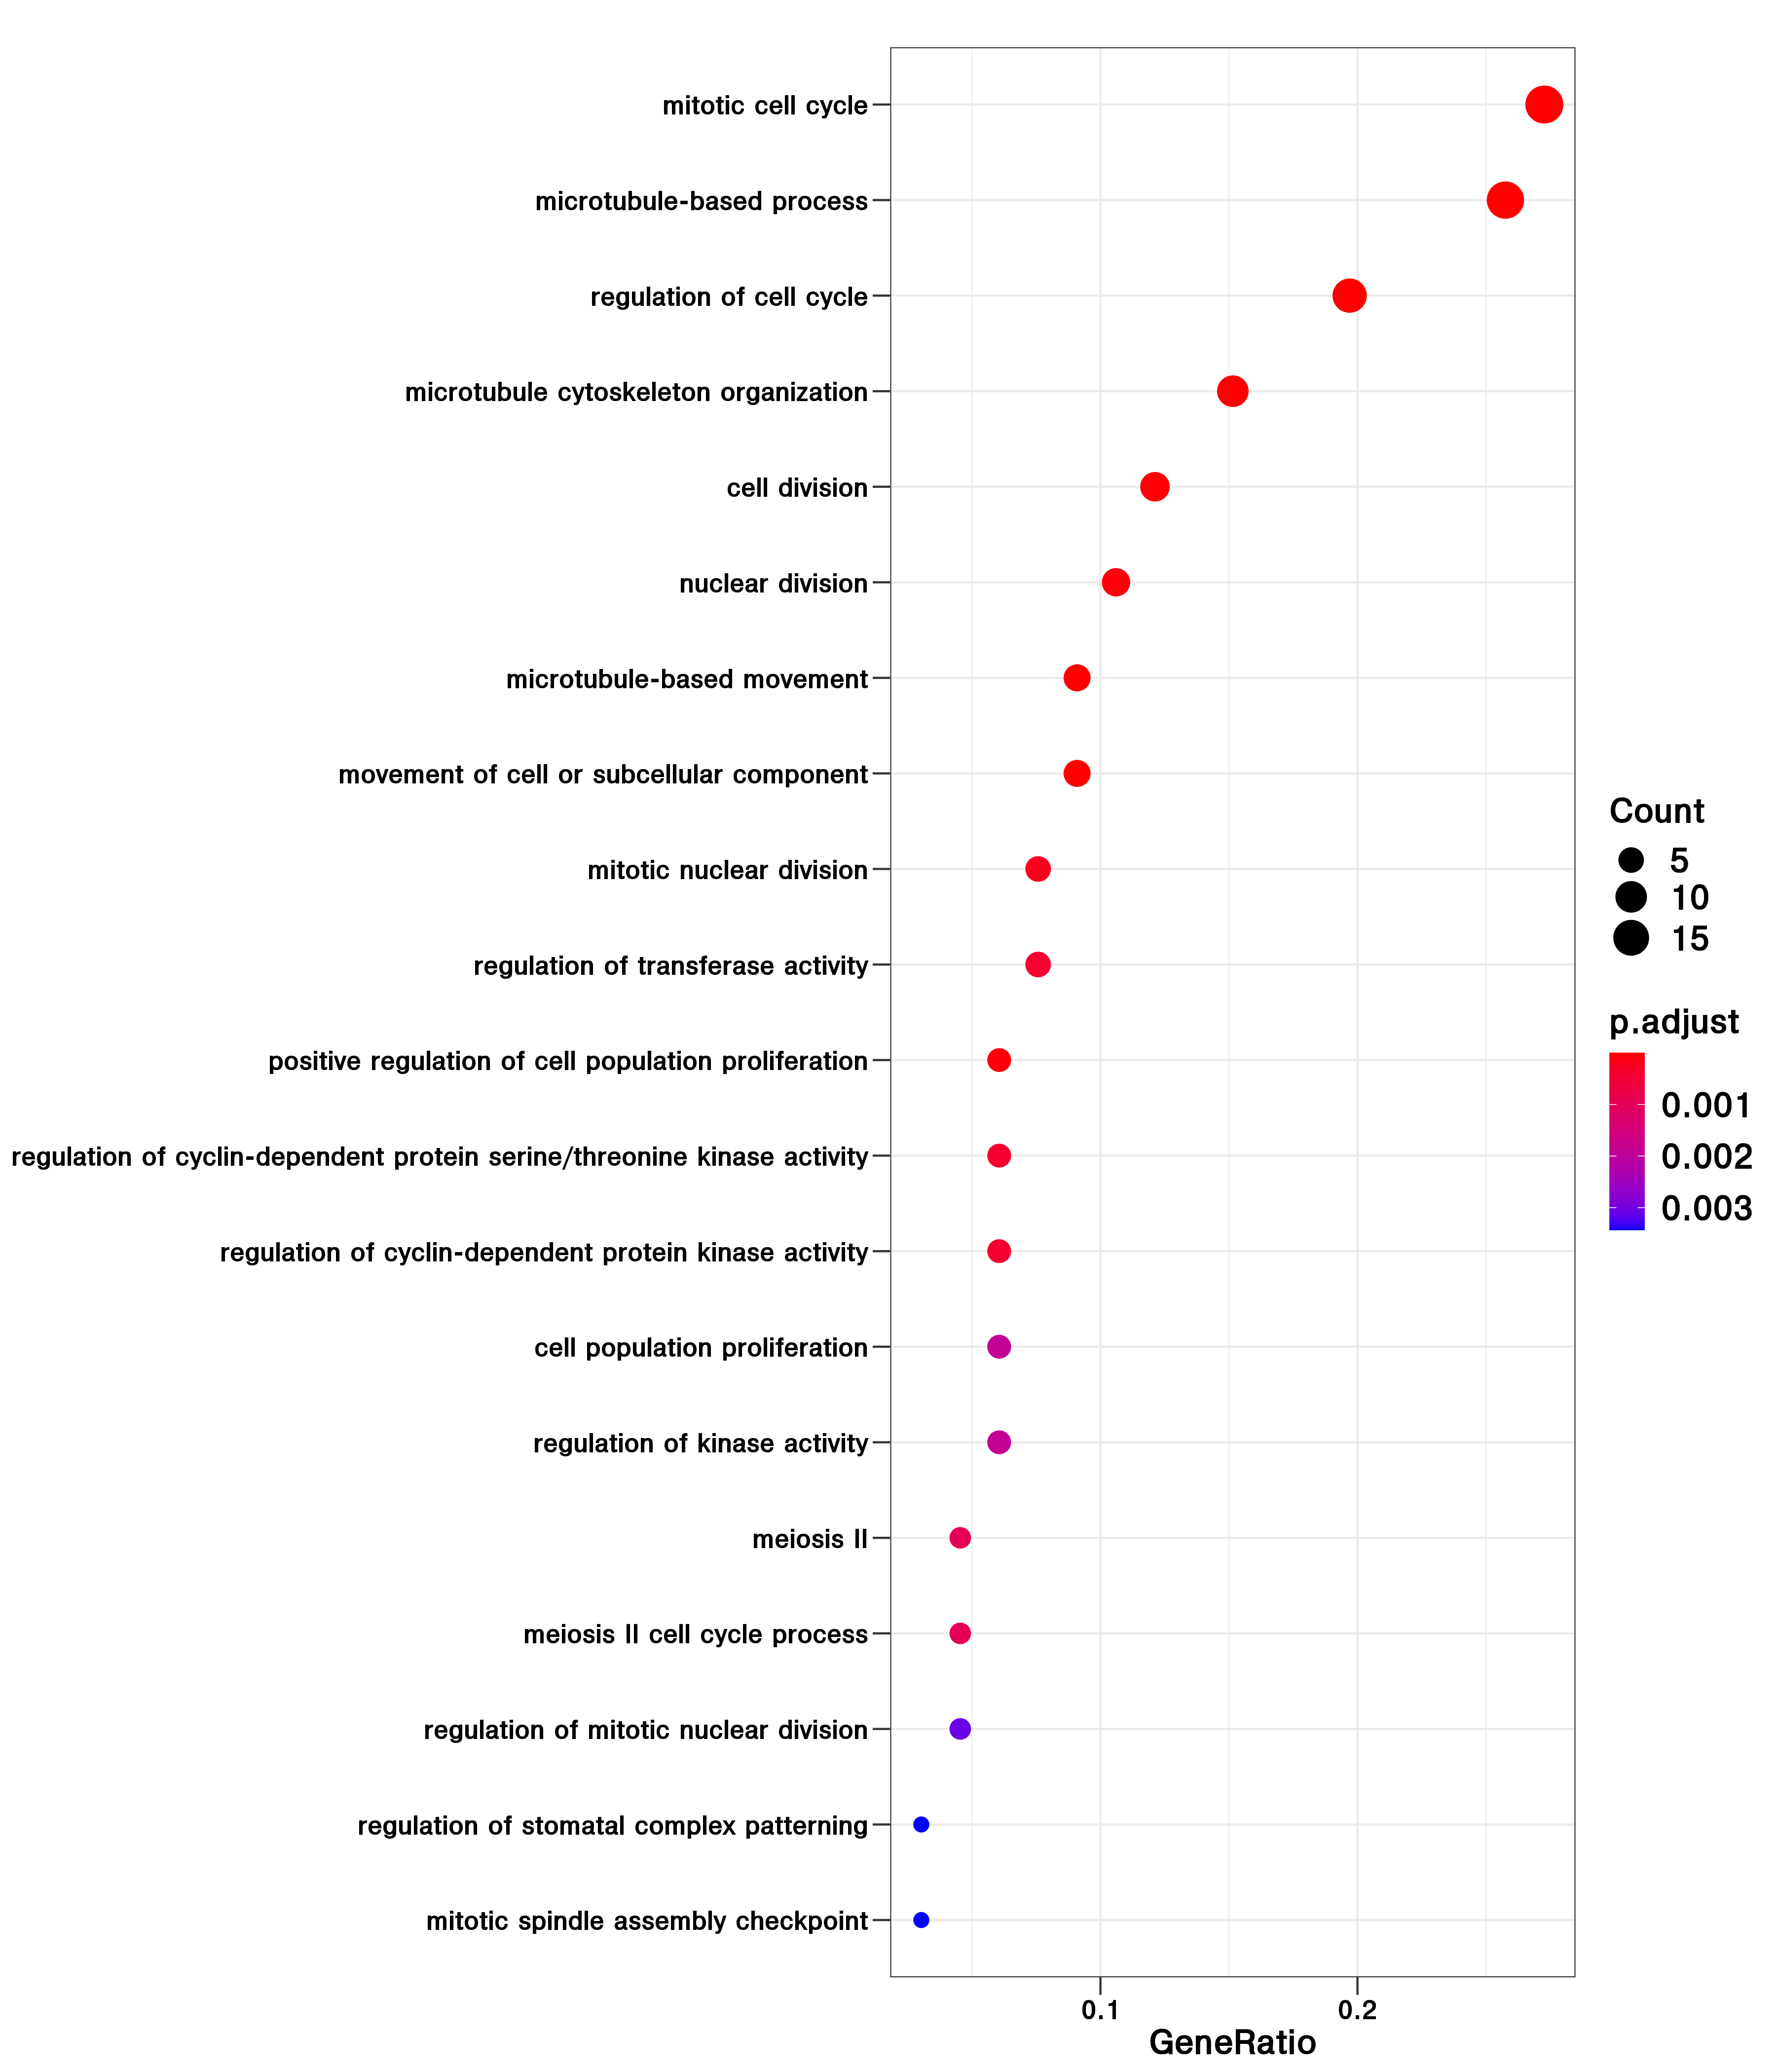 mitotic cell cycle
microtubule-based process
regulation of cell cycle
microtubule cytoskeleton organization
cell division
nuclear division
microtubule-based movement
movement of cell or subcellular component
mitotic nuclear division
regulation of transferase activity
positive regulation of cell population proliferation
regulation of cyclin-dependent protein serine/threonine kinase activity
regulation of cyclin-dependent protein kinase activity
cell population proliferation
regulation of kinase activity
meiosis II
meiosis II cell cycle process
regulation of mitotic nuclear division
regulation of stomatal complex patterning
mitotic spindle assembly checkpoint
0.1 0.2
GeneRatio
Count
5
10
15
p.adjust
0.001
0.002
0.003